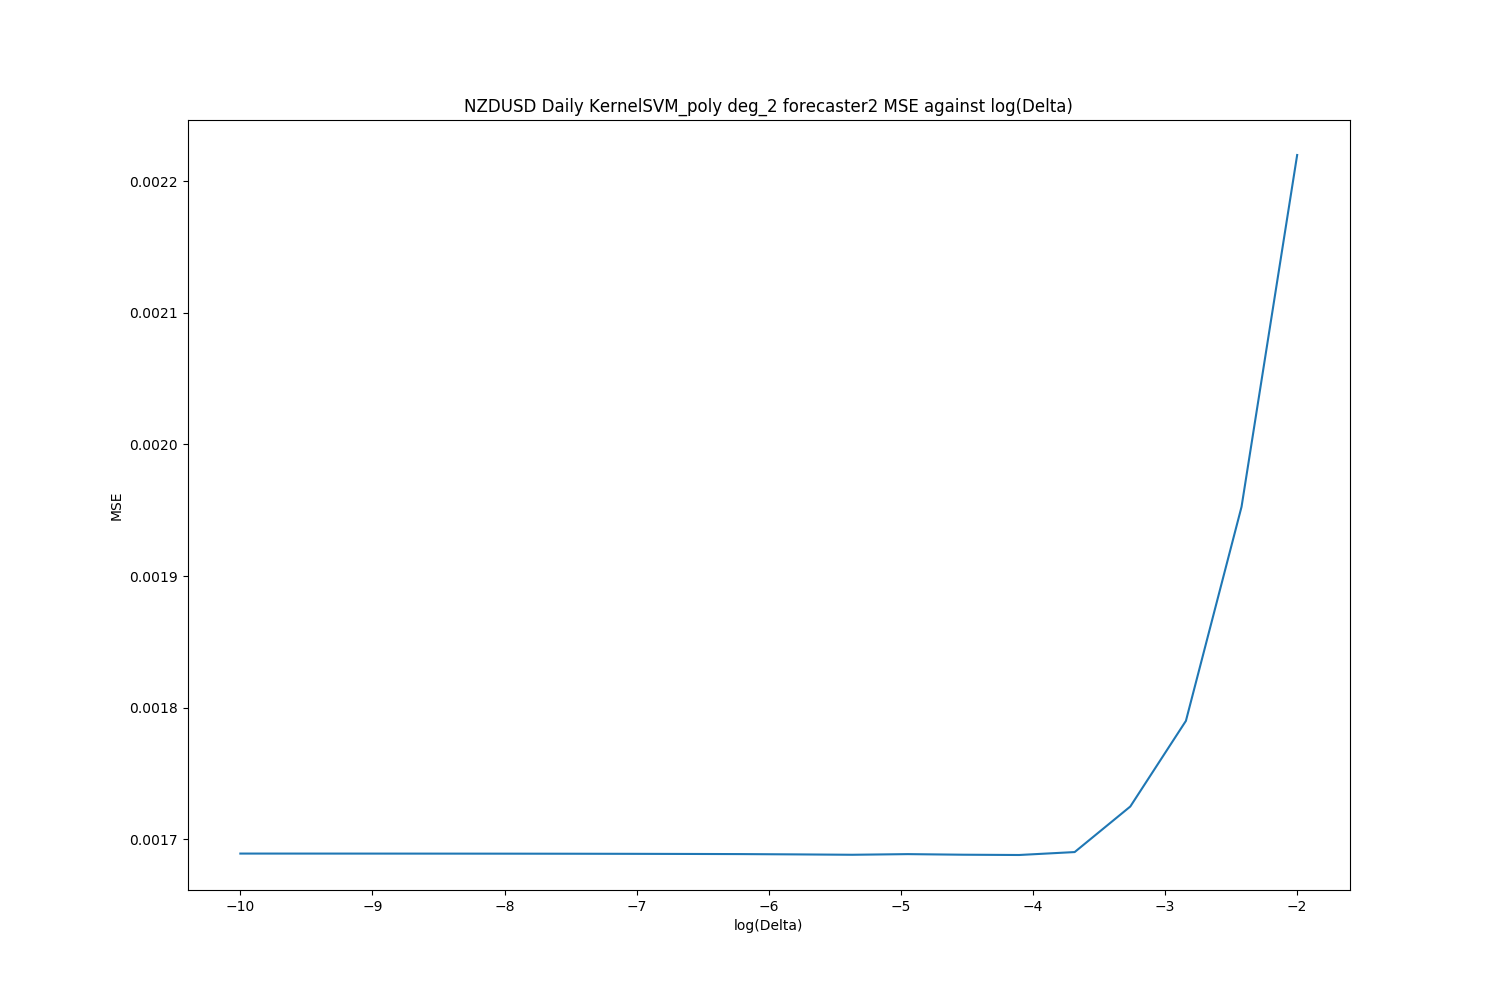 NZDUSD Daily KernelSVM_poly deg_2 forecaster2 MSE against log(Delta)
0.0022
0.0021
0.0020
MSE
0.0019
0.0018
0.0017
−10 −9 −8 −7 −6 −5 −4 −3 −2
log(Delta)